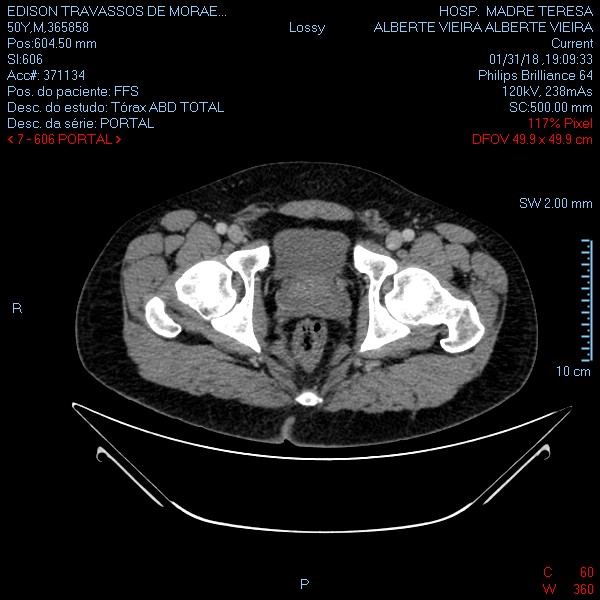 EDISON TRAVASSOS DE MORAE...
50Y,M,365858
Pos:604.50 mm
SI:606
Acc#: 371134
Pos. do paciente: FFS
Desc. do estudo: Tórax ABD TOTAL
Desc. da série: PORTAL
< 7 - 606 PORTAL >
Lossy
HOSP. MADRE TERESA
ALBERTE VIEIRA ALBERTE VIEIRA
Current
01/31/18 ,19:09:33
Philips Brilliance 64
120kV, 238mAs
SC:500.00 mm
117% Pixel
DFOV 49.9 x 49.9 cm
SW 2.00 mm
R
10 cm
P
C 60
W 360